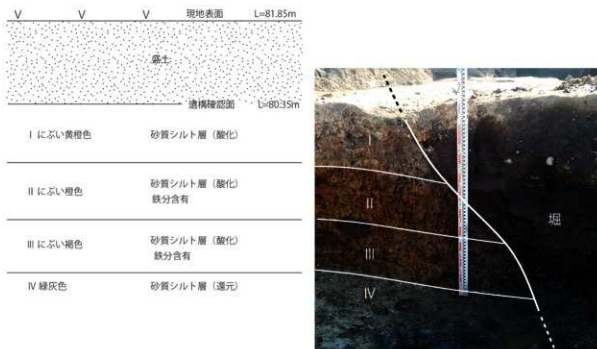 現地表面 L=81.85m
盛土
遺構確認面 L=80.35m
I にぶい黄橙色 砂質シルト層（酸化）
II にぶい橙色 砂質シルト層（酸化）
鉄分含有
III にぶい褐色 砂質シルト層（酸化）
鉄分含有
IV 緑灰色 砂質シルト層（還元）
I
II
III
IV
堀